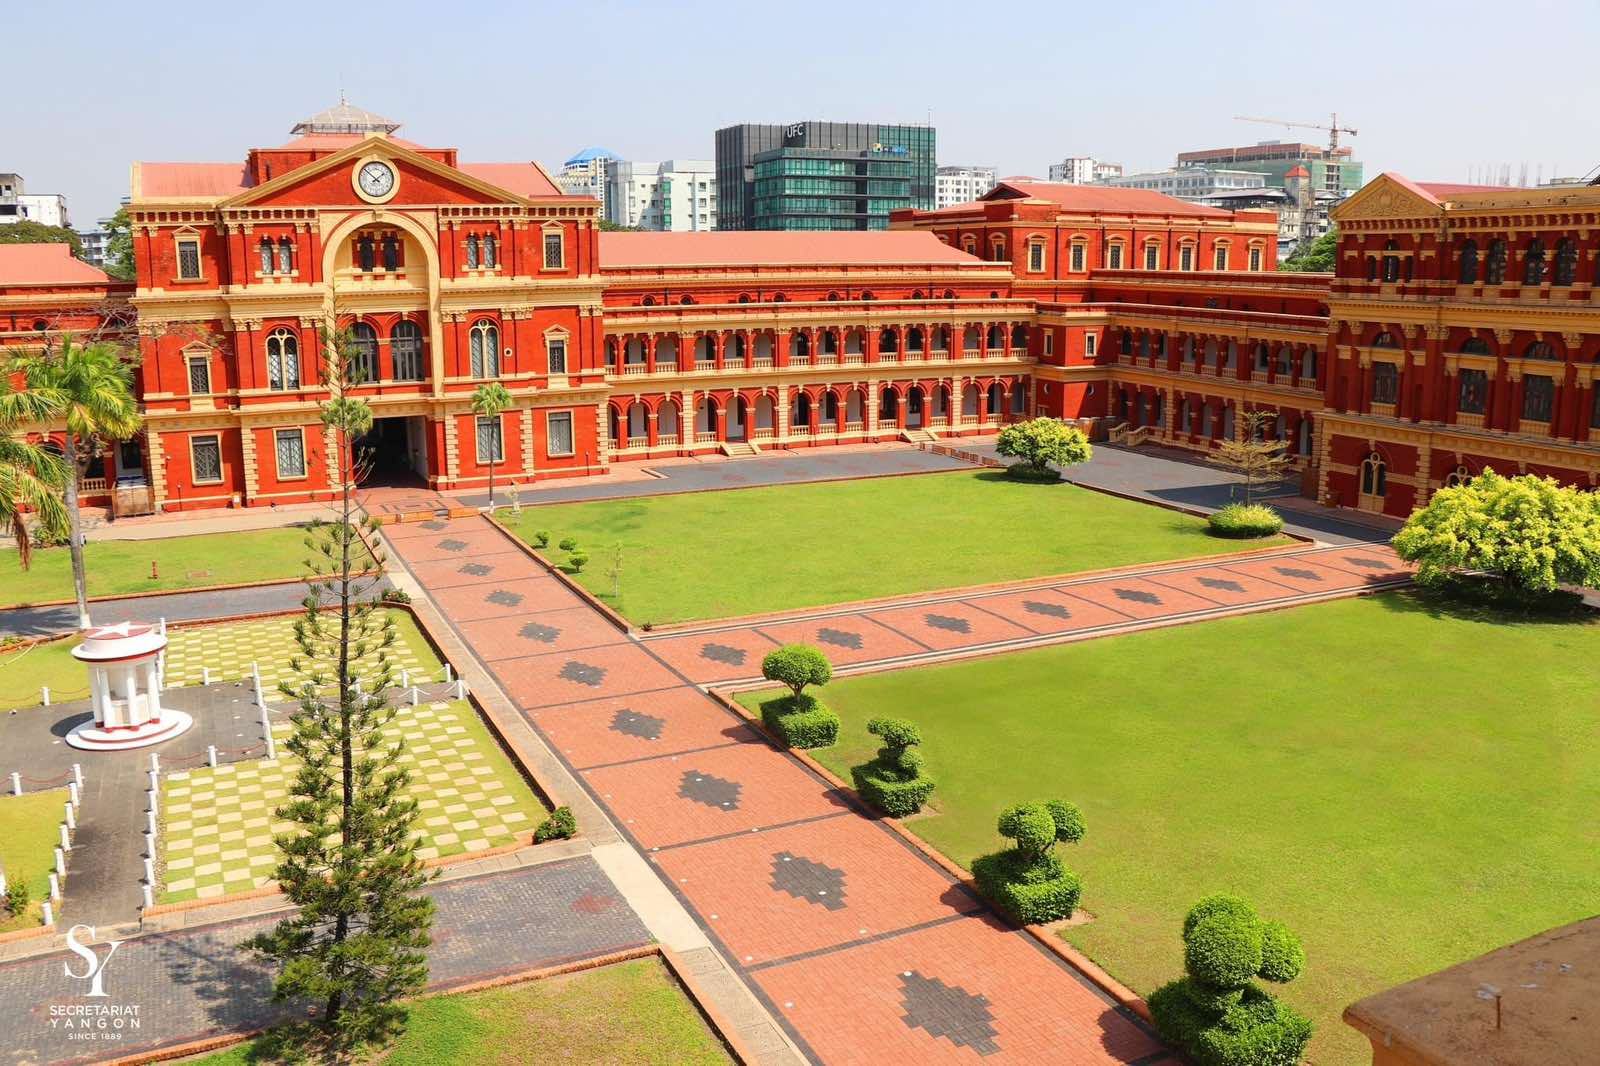 UFC
SY
SECRETARIAT
YANGON
SINCE 1889